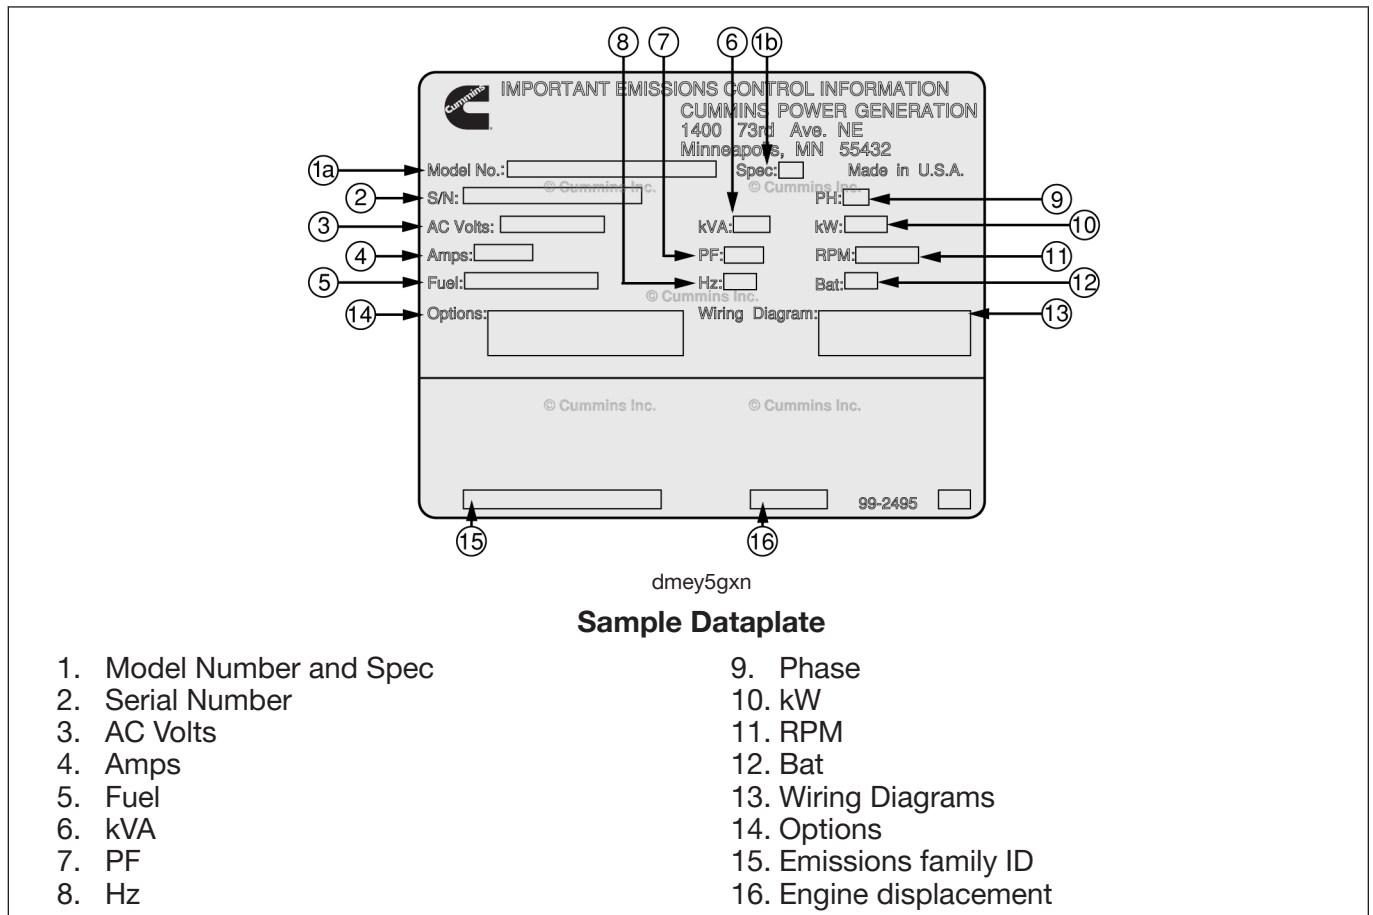 8 7 6 1b
Cummins
IMPORTANT EMISSIONS CONTROL INFORMATION
CUMMINS POWER GENERATION
1400 73rd Ave. NE
Minneapolis, MN 55432
1a Model No.: Spec: Made in U.S.A.
© Cummins Inc. © Cummins Inc.
2 S/N: PH: 9
3 AC Volts: kVA: kW: 10
4 Amps: PF: RPM: 11
5 Fuel: Hz: Bat: 12
© Cummins Inc.
14 Options: Wiring Diagram: 13
© Cummins Inc. © Cummins Inc.
99-2495
15 16
dmey5gxn
Sample Dataplate
1. Model Number and Spec
2. Serial Number
3. AC Volts
4. Amps
5. Fuel
6. kVA
7. PF
8. Hz
9. Phase
10. kW
11. RPM
12. Bat
13. Wiring Diagrams
14. Options
15. Emissions family ID
16. Engine displacement